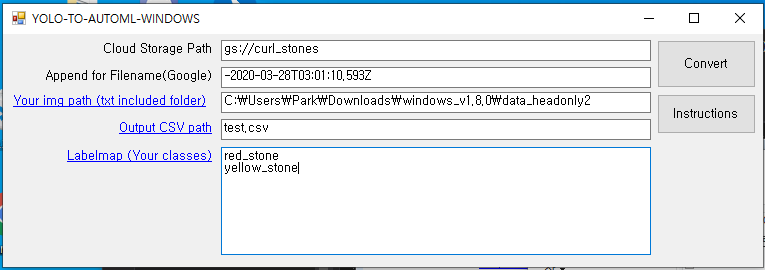 YOLO-TO-AUTOML-WINDOWS
Cloud Storage Path gs://curl_stones
Convert
Append for Filename(Google) -2020-03-28T03:01:10.593Z
Your img path (txt included folder) C:₩Users₩Park₩Downloads₩windows_v1.8.0₩data_headonly2
Instructions
Output CSV path test.csv
Labelmap (Your classes) red_stone
yellow_stone